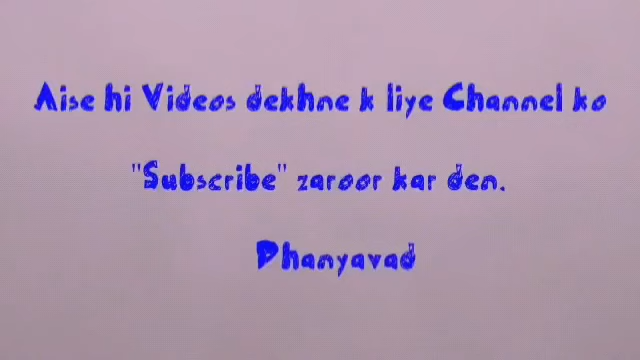 Aise hi Videos dekhne k liye Channel ko
"Subscribe" zaroor kar den.
Dhanyavad